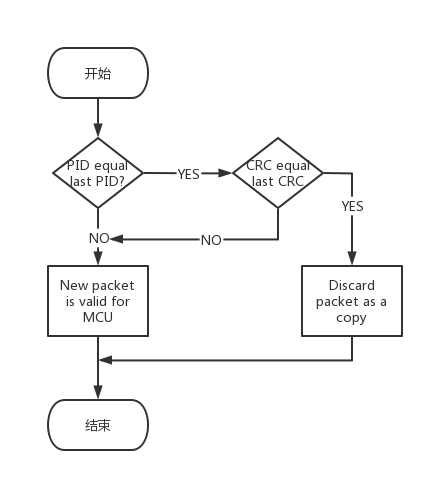 开始
PID equal
last PID?
YES
CRC equal
last CRC
YES
NO
NO
New packet
is valid for
MCU
Discard
packet as a
copy
结束